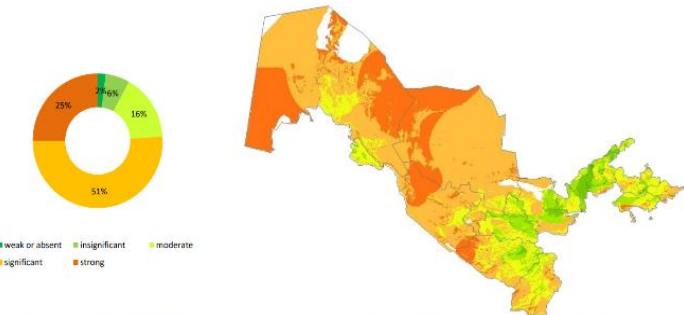 2%
6%
25%
16%
51%
weak or absent insignificant moderate
significant strong